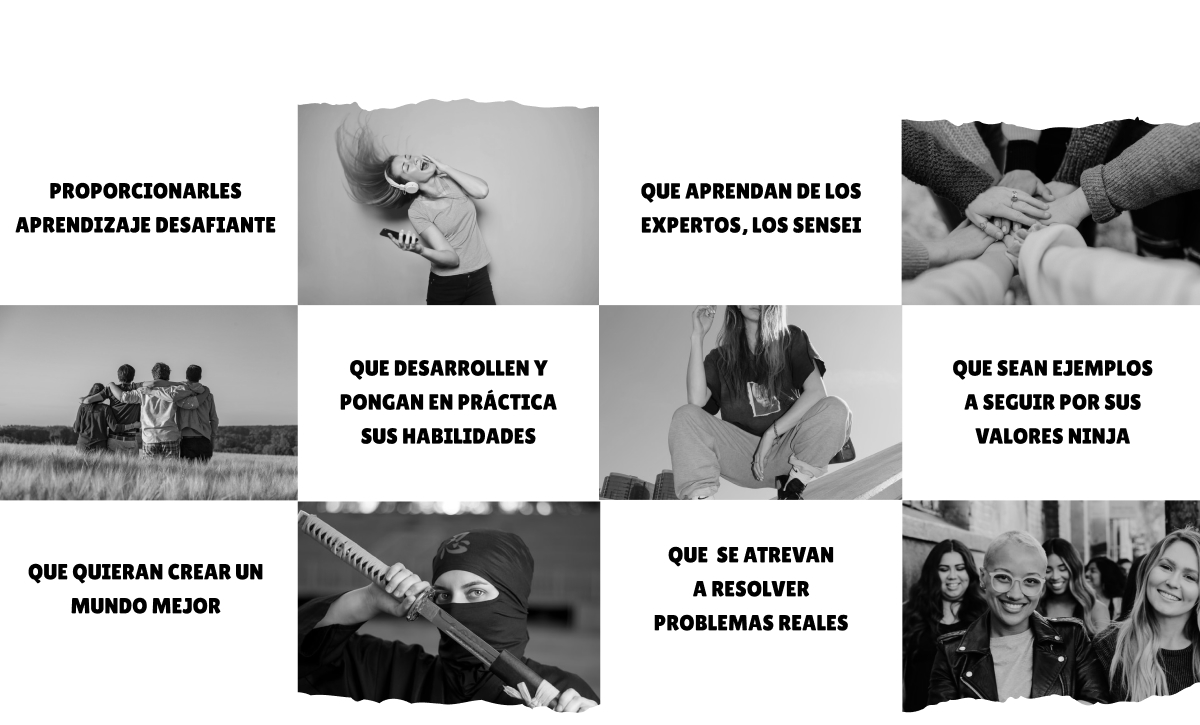 PROPORCIONARLES
APRENDIZAJE DESAFIANTE
QUE APRENDAN DE LOS
EXPERTOS, LOS SENSEI
QUE DESARROLLEN Y
PONGAN EN PRÁCTICA
SUS HABILIDADES
QUE SEAN EJEMPLOS
A SEGUIR POR SUS
VALORES NINJA
QUE QUIERAN CREAR UN
MUNDO MEJOR
QUE SE ATREVAN
A RESOLVER
PROBLEMAS REALES